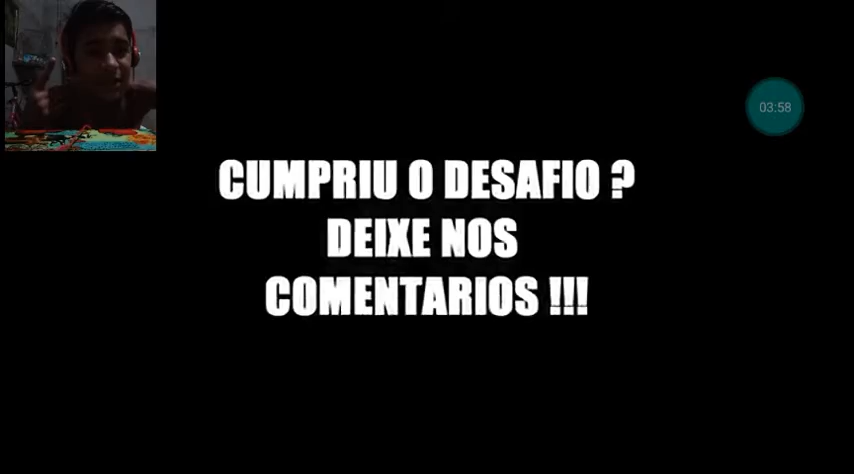 03:58
CUMPRIU O DESAFIO ?
DEIXE NOS
COMENTARIOS !!!